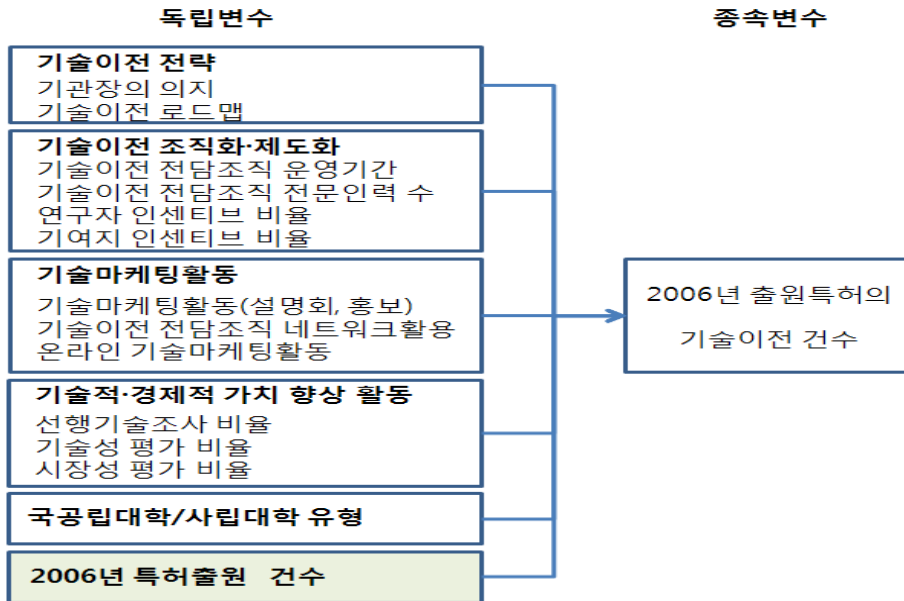 독립변수
종속변수
기술이전 전략
기관장의 의지
기술이전 로드맵
기술이전 조직화·제도화
기술이전 전담조직 운영기간
기술이전 전담조직 전문인력 수
연구자 인센티브 비율
기여지 인센티브 비율
기술마케팅활동
기술마케팅활동(설명회, 홍보)
기술이전 전담조직 네트워크활용
온라인 기술마케팅활동
기술적·경제적 가치 향상 활동
선행기술조사 비율
기술성 평가 비율
시장성 평가 비율
국공립대학/사립대학 유형
2006년 특허출원 건수
2006년 출원특허의
기술이전 건수